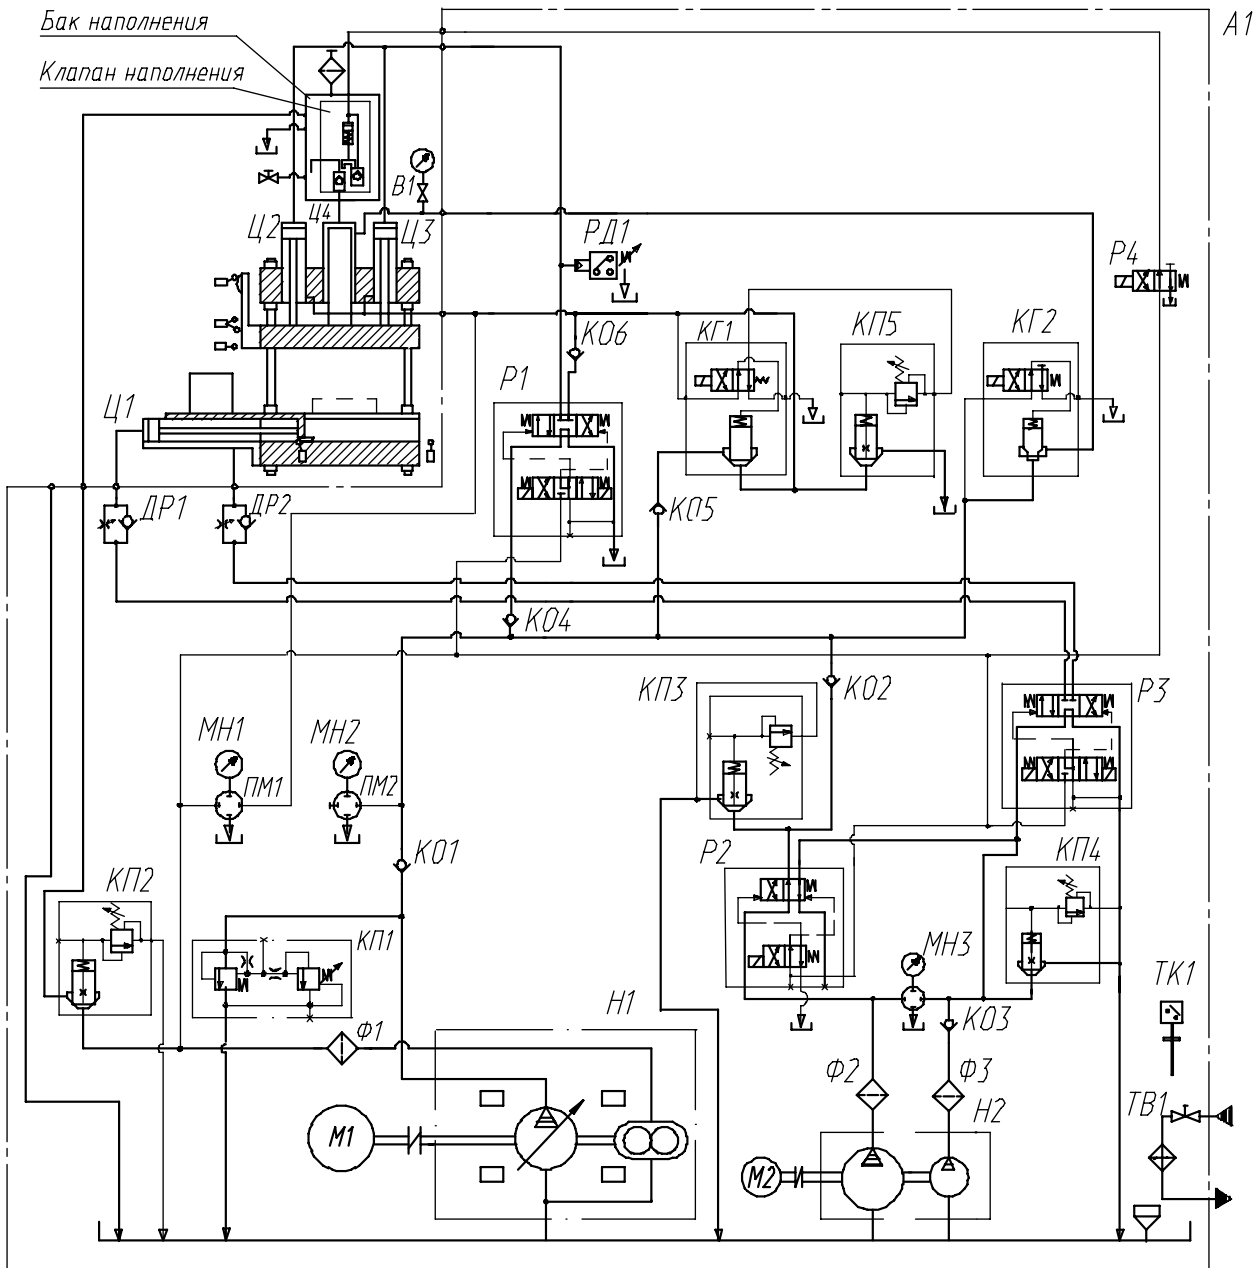 Бак наполнения
А1
Клапан наполнения
В1
Ц2
Ц4
Ц3
РД1
Р4
КО6
КГ1
КП5
КГ2
Р1
Ц1
ДР1
ДР2
КО5
КО4
КП3
КО2
Р3
МН1
МН2
ПМ1
ПМ2
КО1
Р2
КП4
КП2
КП1
МН3
ТК1
Н1
КО3
Ф1
Ф2
Ф3
Н2
ТВ1
М1
М2